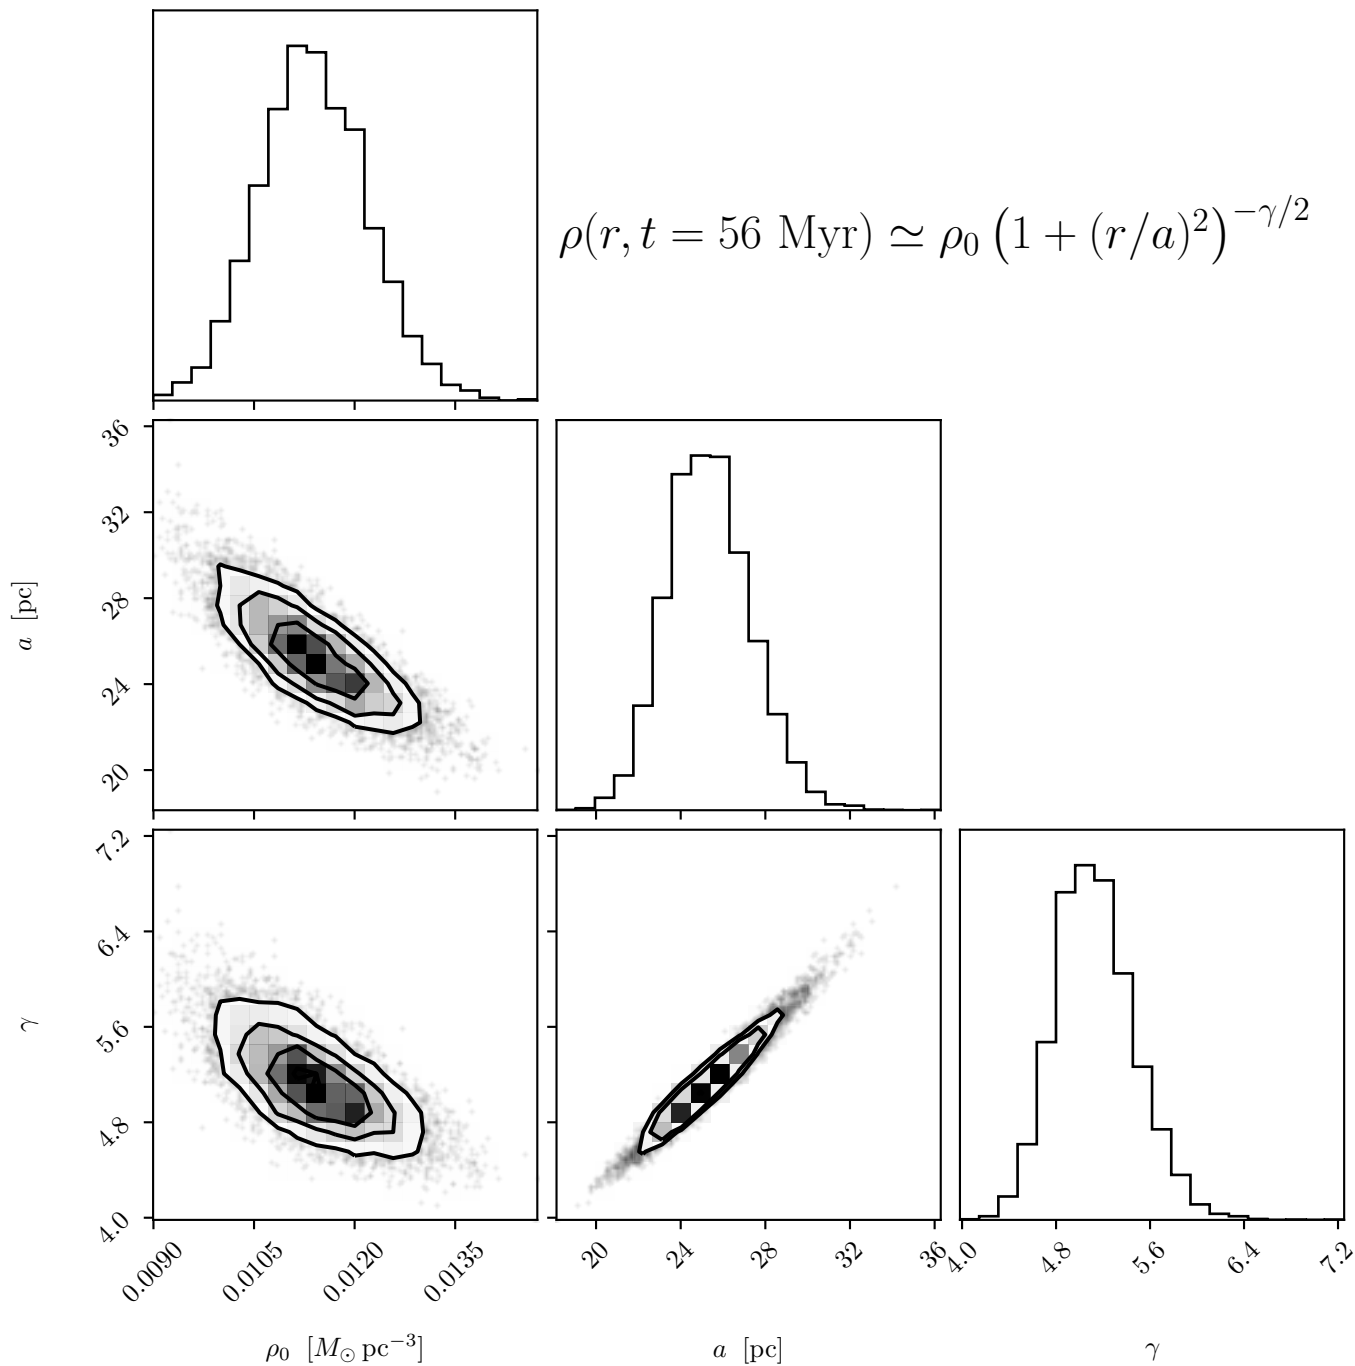 ρ(r, t = 56 Myr) ≃ ρ₀ (1 + (r/a)²)^{−γ/2}
36
32
28
24
20
a [pc]
7.2
6.4
5.6
4.8
4.0
γ
0.0090 0.0105 0.0120 0.0135
20 24 28 32 36
4.0 4.8 5.6 6.4 7.2
ρ₀ [M⊙ pc⁻³]
a [pc]
γ